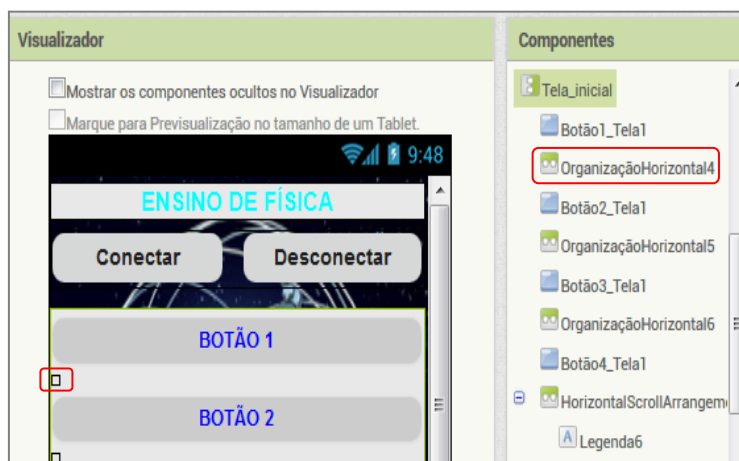 Visualizador
Mostrar os componentes ocultos no Visualizador
Marque para Previsualização no tamanho de um Tablet.
9:48
ENSINO DE FÍSICA
Conectar
Desconectar
BOTÃO 1
BOTÃO 2
Componentes
Tela_inicial
Botão1_Tela1
OrganizaçãoHorizontal4
Botão2_Tela1
OrganizaçãoHorizontal5
Botão3_Tela1
OrganizaçãoHorizontal6
Botão4_Tela1
HorizontalScrollArrangem
A Legenda6